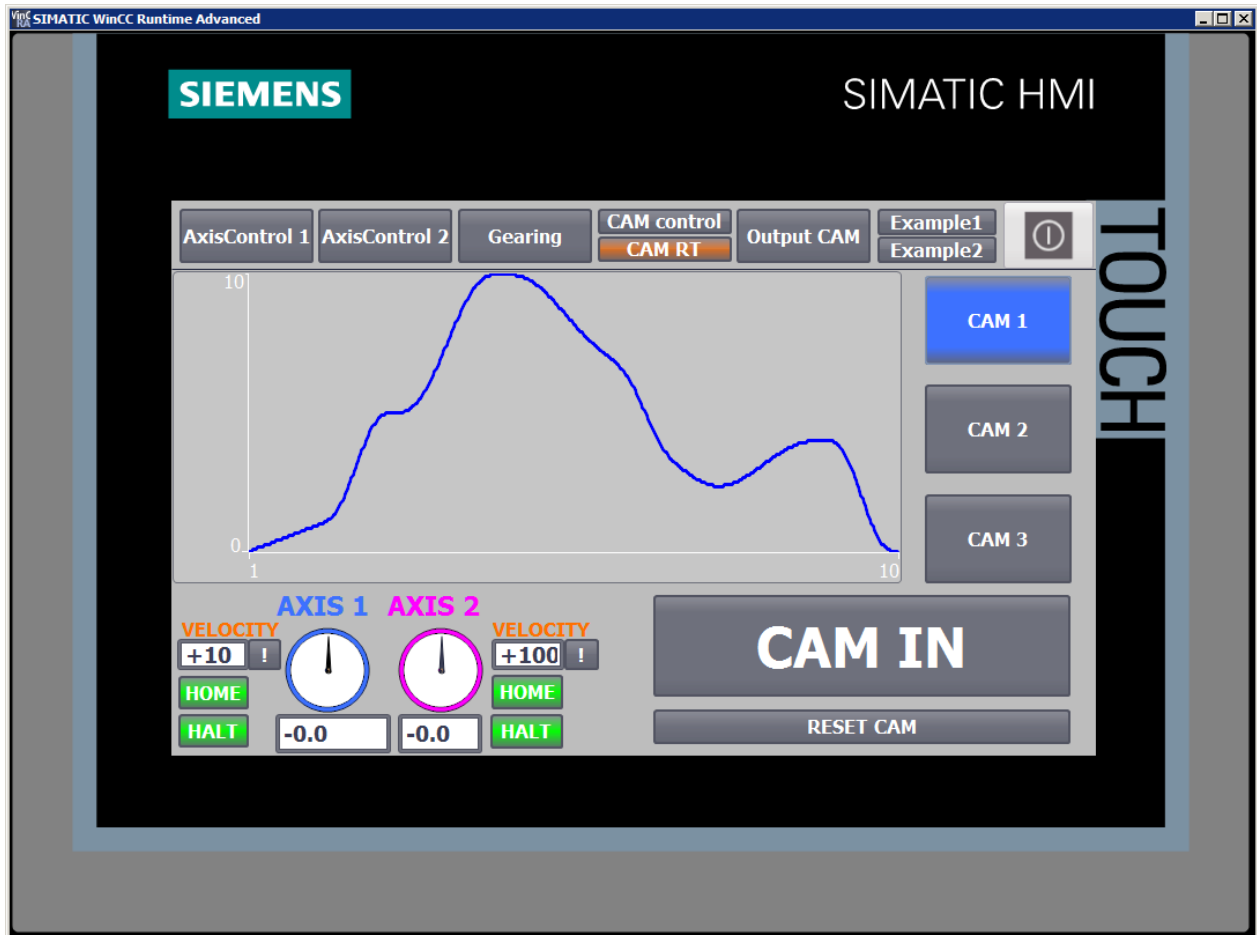 SIMATIC WinCC Runtime Advanced
SIEMENS
SIMATIC HMI
TOUCH
AxisControl 1
AxisControl 2
Gearing
CAM control
CAM RT
Output CAM
Example1
Example2
10
0
1
10
CAM 1
CAM 2
CAM 3
AXIS 1
AXIS 2
VELOCITY
+10
!
HOME
HALT
-0.0
-0.0
VELOCITY
+100
!
HOME
HALT
CAM IN
RESET CAM